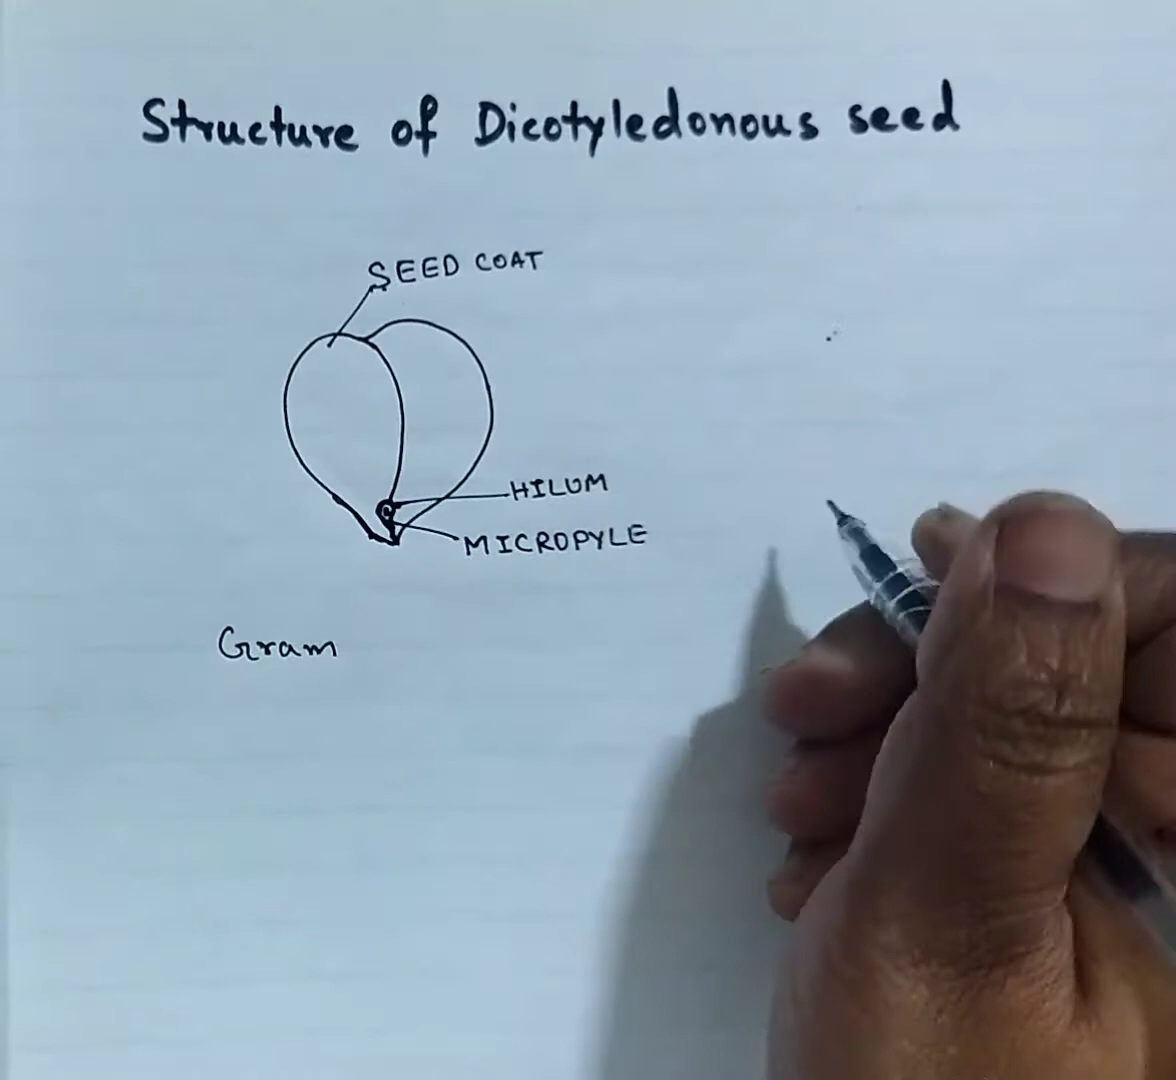 Structure of Dicotyledonous seed
SEED COAT
HILUM
MICROPYLE
Gram